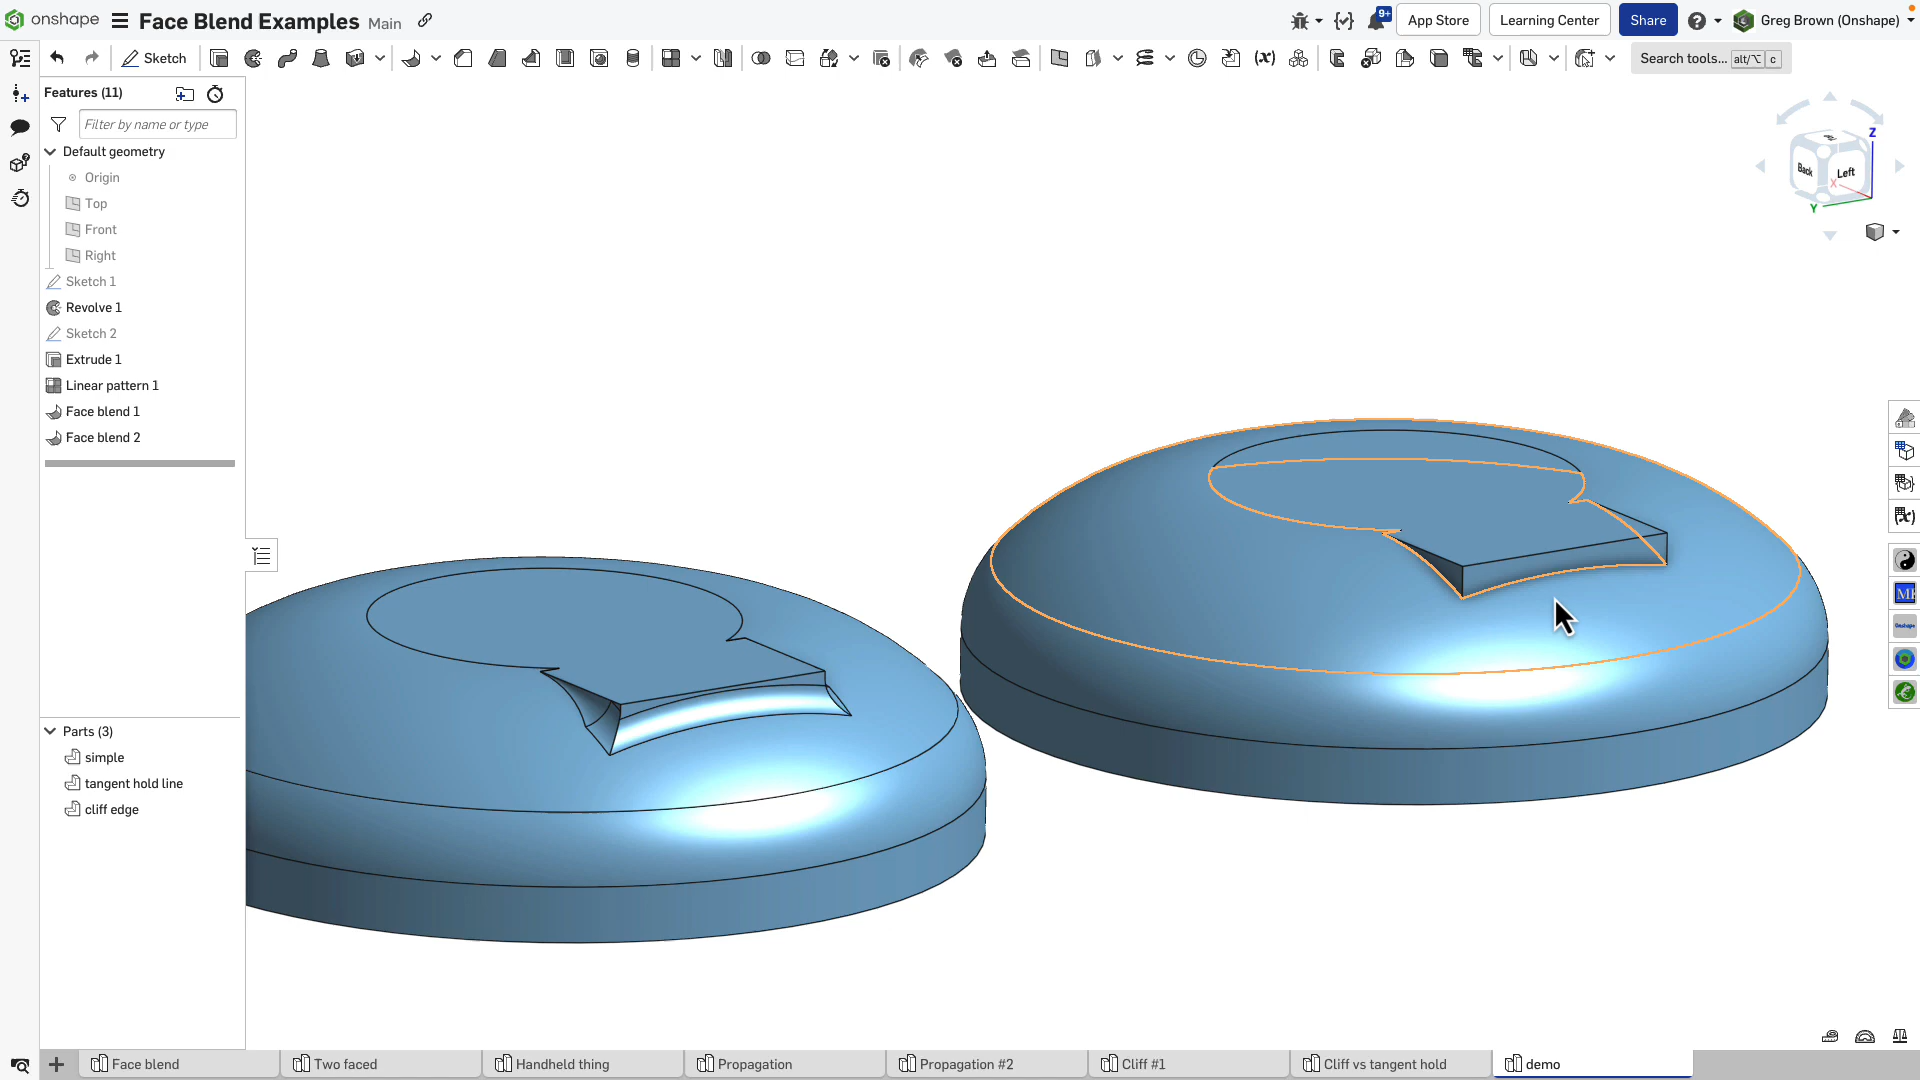 onshape
Face Blend Examples Main
9+
App Store
Learning Center
Share
Greg Brown (Onshape)
Sketch
(x)
Search tools... alt/⌥ c
Features (11)
Filter by name or type
Default geometry
Origin
Top
Front
Right
Sketch 1
Revolve 1
Sketch 2
Extrude 1
Linear pattern 1
Face blend 1
Face blend 2
Parts (3)
simple
tangent hold line
cliff edge
Z
Back
Left
X
Y
(x)
Onshape
Face blend
Two faced
Handheld thing
Propagation
Propagation #2
Cliff #1
Cliff vs tangent hold
demo